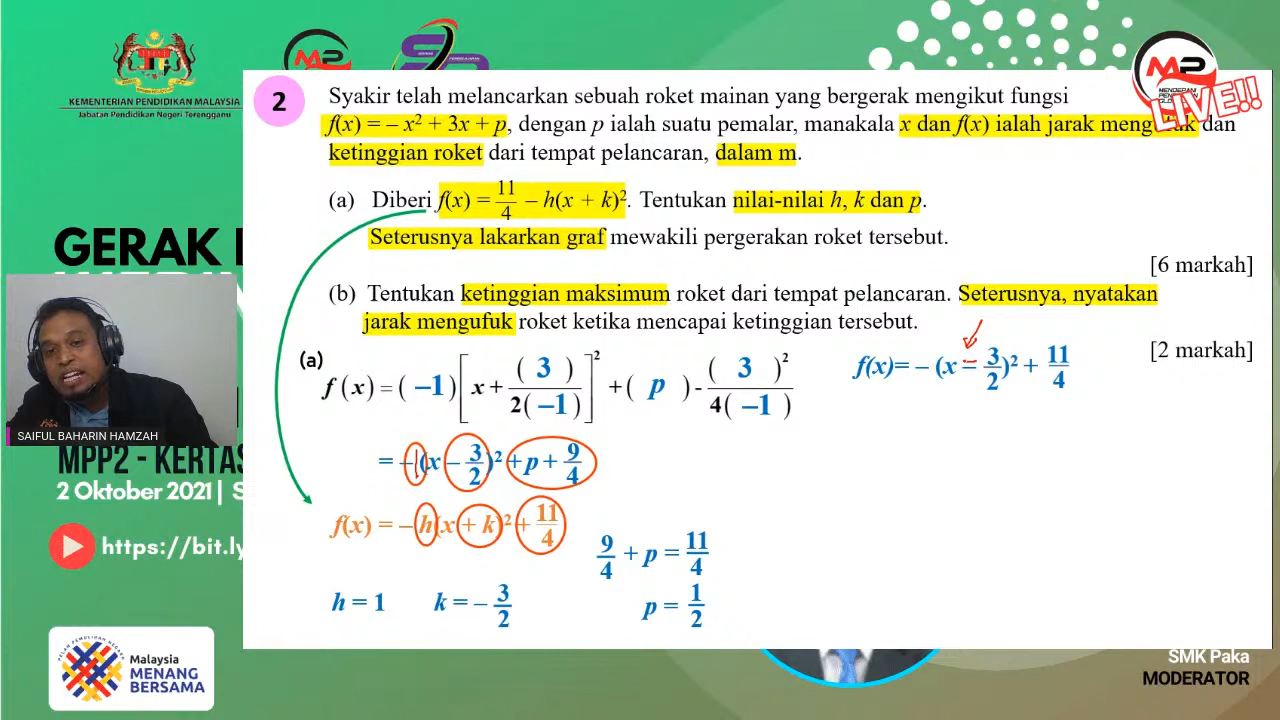 KEMENTERIAN PENDIDIKAN MALAYSIA
Jabatan Pendidikan Negeri Terengganu
MP
MP
LIVE!!
2
Syakir telah melancarkan sebuah roket mainan yang bergerak mengikut fungsi
f(x) = – x² + 3x + p, dengan p ialah suatu pemalar, manakala x dan f(x) ialah jarak dan
ketinggian roket dari tempat pelancaran, dalam m.
(a) Diberi f(x) = 11/4 – h(x + k)². Tentukan nilai-nilai h, k dan p.
Seterusnya lakarkan graf mewakili pergerakan roket tersebut.
[6 markah]
(b) Tentukan ketinggian maksimum roket dari tempat pelancaran. Seterusnya, nyatakan
jarak mengufuk roket ketika mencapai ketinggian tersebut.
[2 markah]
(a)
f (x) = (–1)[x + (3)/2(–1)]² + (p) - (3)²/4(–1)
f(x)= – (x – 3/2)² + 11/4
= –1(x – 3/2)² + p + 9/4
f(x) = – h(x + k)² + 11/4
9/4 + p = 11/4
h = 1 k = – 3/2 p = 1/2
GERAK
SAIFUL BAHARIN HAMZAH
MPP2 - KERTAS
2 Oktober 2021| S
https://bit.ly
Malaysia
MENANG
BERSAMA
SMK Paka
MODERATOR